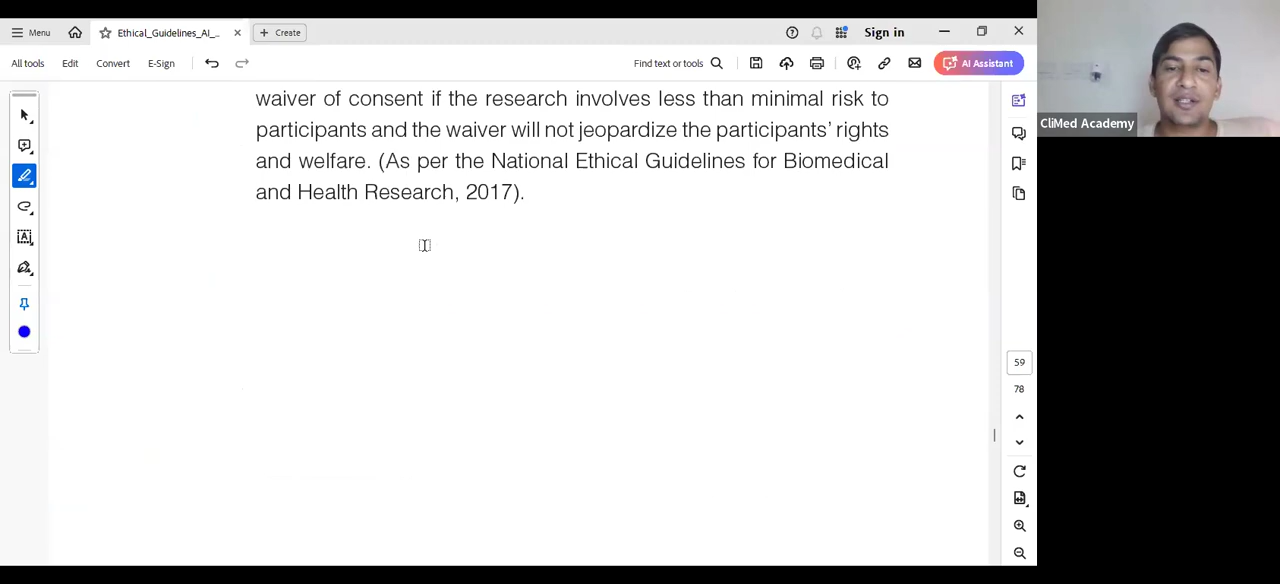 Menu
Ethical_Guidelines_AI_...
Create
Sign in
All tools
Edit
Convert
E-Sign
Find text or tools
AI Assistant
waiver of consent if the research involves less than minimal risk to
participants and the waiver will not jeopardize the participants’ rights
and welfare. (As per the National Ethical Guidelines for Biomedical
and Health Research, 2017).
59
78
CliMed Academy